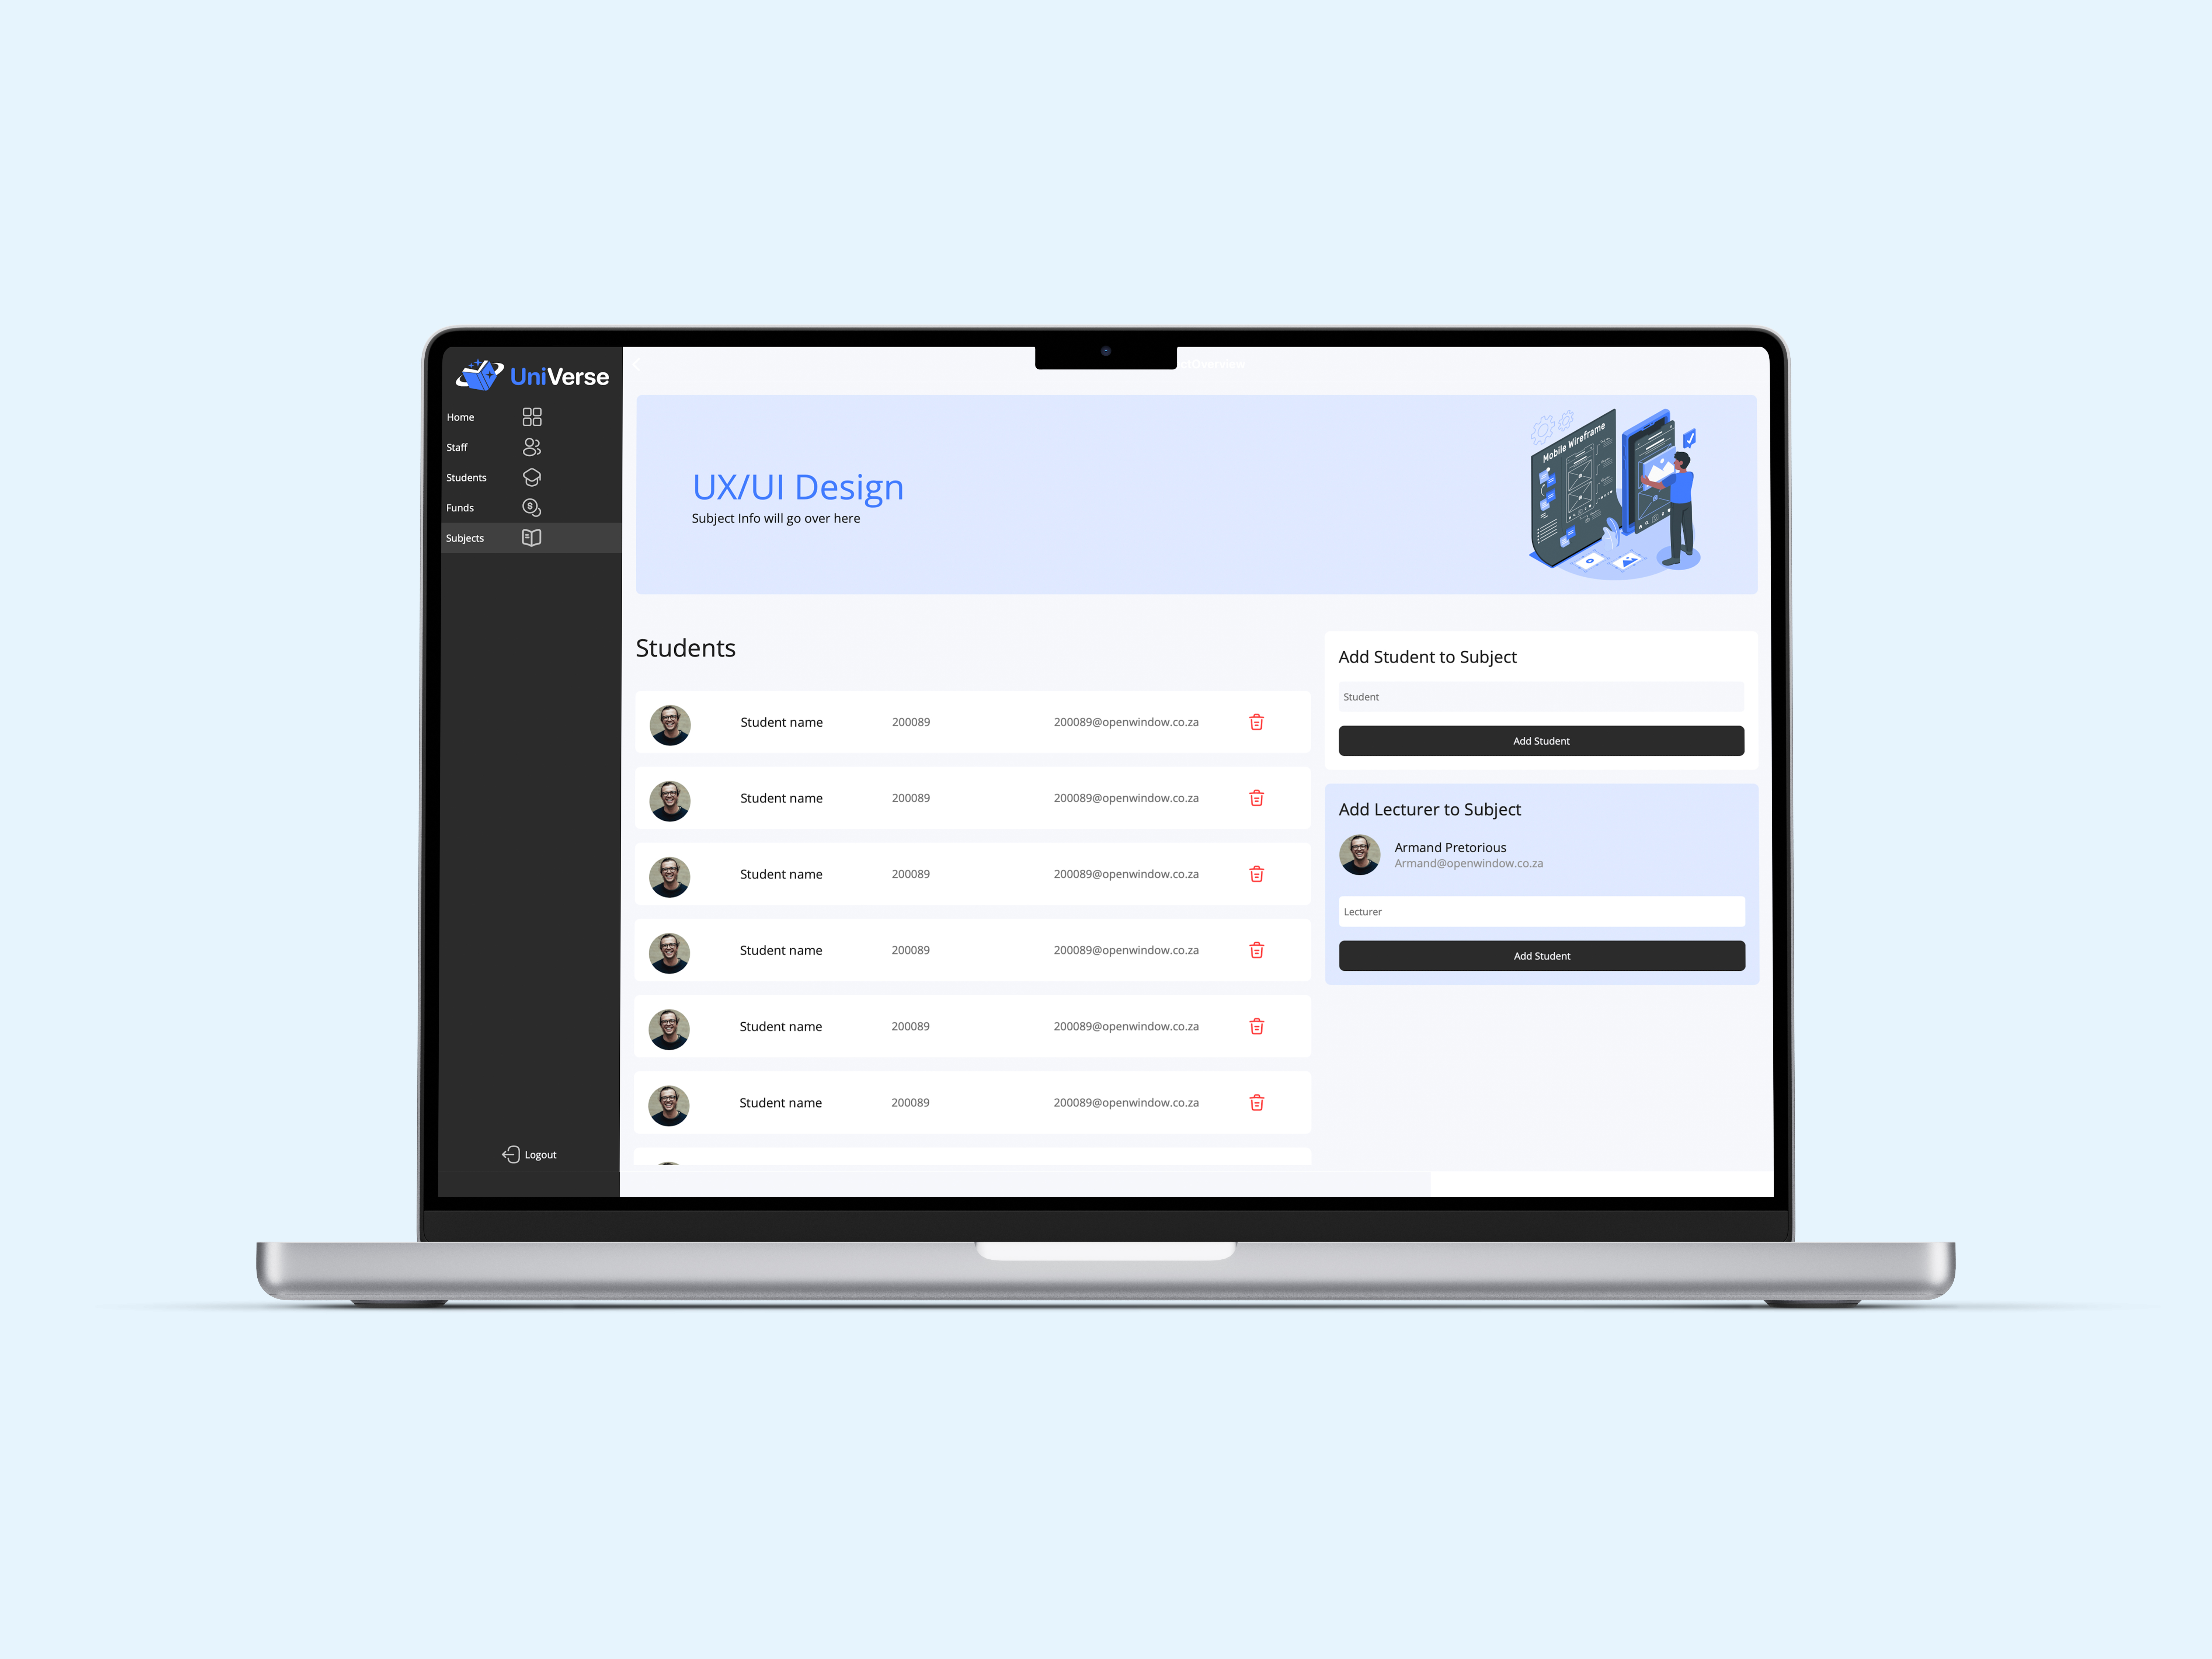 UniVerse
Home
Staff
Students
Funds
Subjects
Logout
UX/UI Design
Subject Info will go over here
Mobile Wireframe
Students
Student name 200089 200089@openwindow.co.za
Student name 200089 200089@openwindow.co.za
Student name 200089 200089@openwindow.co.za
Student name 200089 200089@openwindow.co.za
Student name 200089 200089@openwindow.co.za
Student name 200089 200089@openwindow.co.za
Add Student to Subject
Student
Add Student
Add Lecturer to Subject
Armand Pretorious
Armand@openwindow.co.za
Lecturer
Add Student